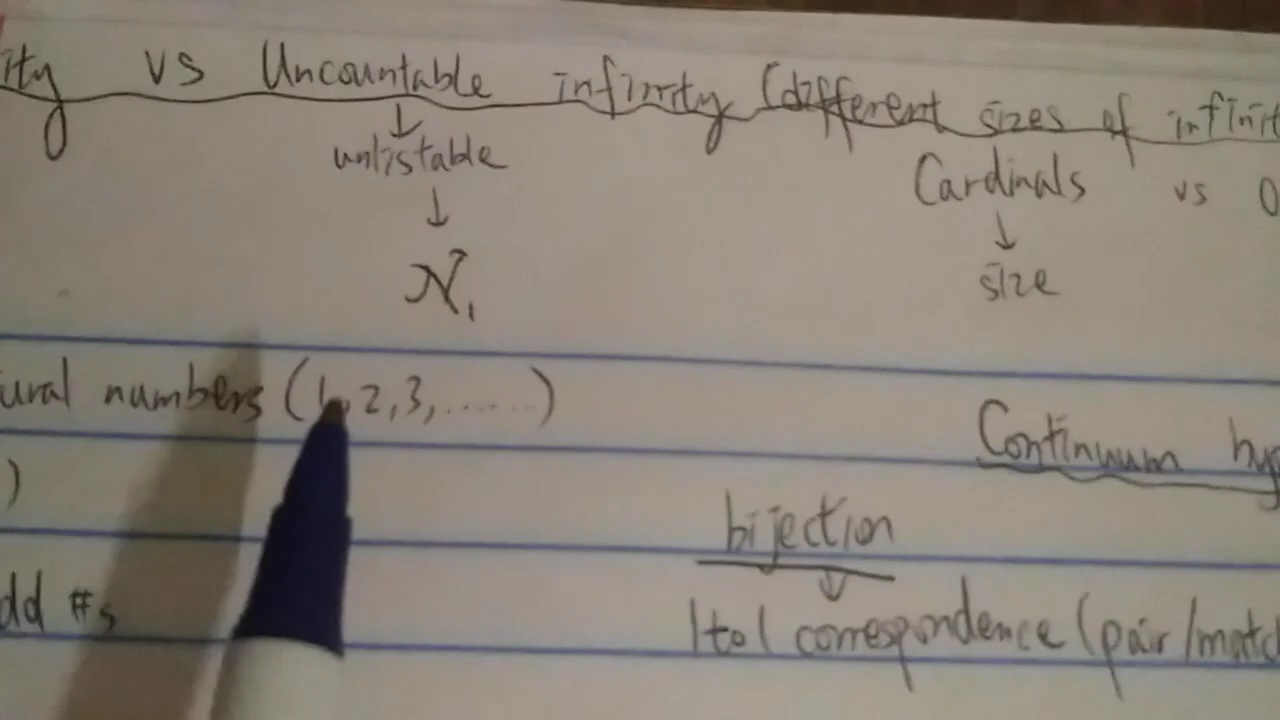 ity vs Uncountable infinity (different sizes of infinit
↓
unlistable Cardinals vs O
↓ ↓
ℵ₁ size
ural numbers (1,2,3,......)
Continuum hyp
) bijection
↓
dd #s 1 to 1 correspondence (pair/matc